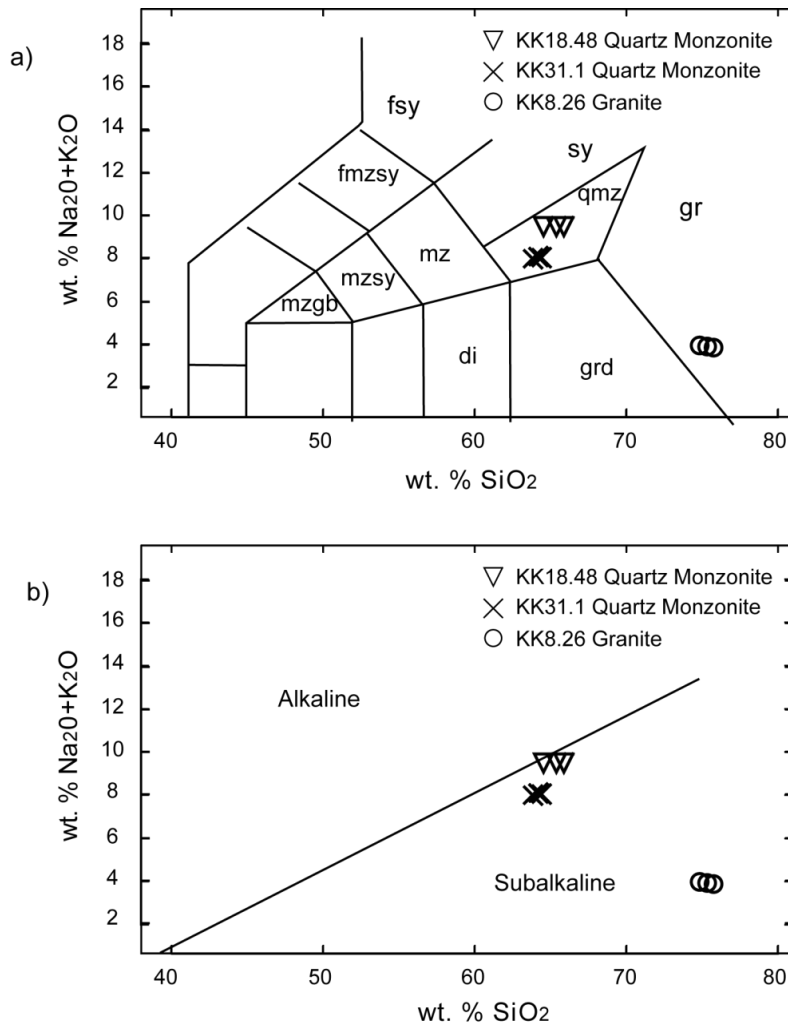 a)
wt. % Na20+K2O
18
16
14
12
10
8
6
4
2
KK18.48 Quartz Monzonite
KK31.1 Quartz Monzonite
KK8.26 Granite
fsy
sy
fmzsy
qmz
gr
mz
mzsy
mzgb
di
grd
40
50
60
70
80
wt. % SiO2
b)
wt. % Na20+K2O
18
16
14
12
10
8
6
4
2
KK18.48 Quartz Monzonite
KK31.1 Quartz Monzonite
KK8.26 Granite
Alkaline
Subalkaline
40
50
60
70
80
wt. % SiO2